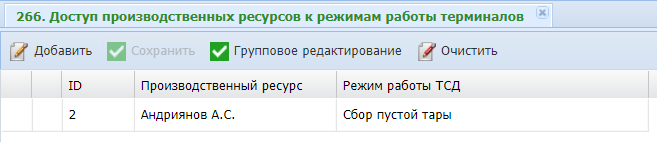 266. Доступ производственных ресурсов к режимам работы терминалов
Добавить Сохранить Групповое редактирование Очистить
ID Производственный ресурс Режим работы ТСД
2 Андриянов А.С. Сбор пустой тары